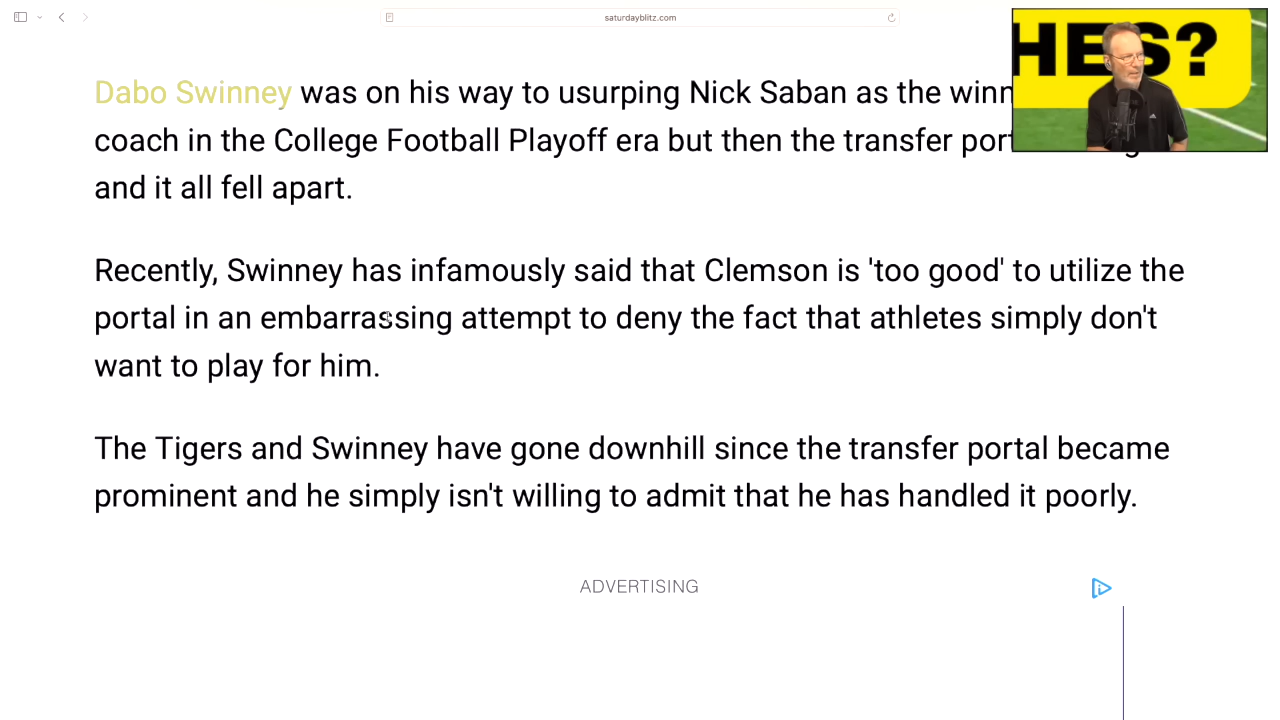 saturdayblitz.com
HES?
Dabo Swinney was on his way to usurping Nick Saban as the
coach in the College Football Playoff era but then the transfer
and it all fell apart.
Recently, Swinney has infamously said that Clemson is 'too good' to utilize the
portal in an embarrassing attempt to deny the fact that athletes simply don't
want to play for him.
The Tigers and Swinney have gone downhill since the transfer portal became
prominent and he simply isn't willing to admit that he has handled it poorly.
ADVERTISING